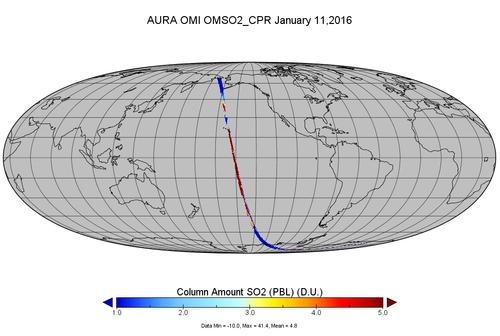 AURA OMI OMSO2_CPR January 11,2016
Column Amount SO2 (PBL) (D.U.)
1.0 2.0 3.0 4.0 5.0
Data Min = -10.0, Max = 41.4, Mean = 4.8